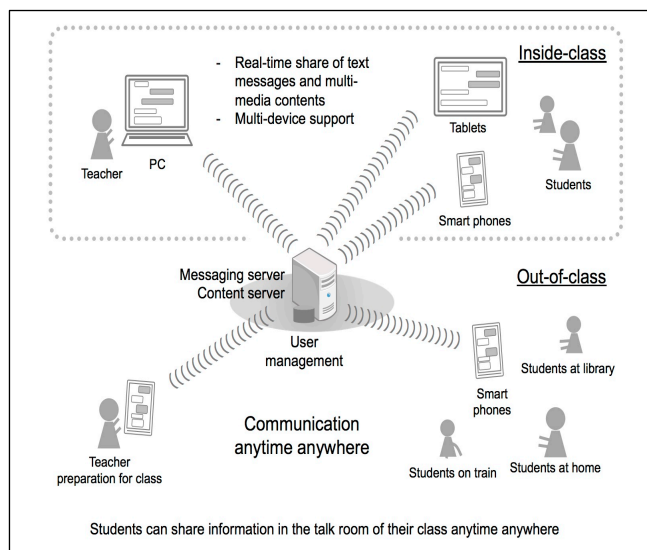 Inside-class
- Real-time share of text
messages and multi-
media contents
- Multi-device support
Teacher
PC
Tablets
Students
Smart phones
Messaging server
Content server
User
management
Out-of-class
Students at library
Smart
phones
Communication
anytime anywhere
Teacher
preparation for class
Students on train
Students at home
Students can share information in the talk room of their class anytime anywhere